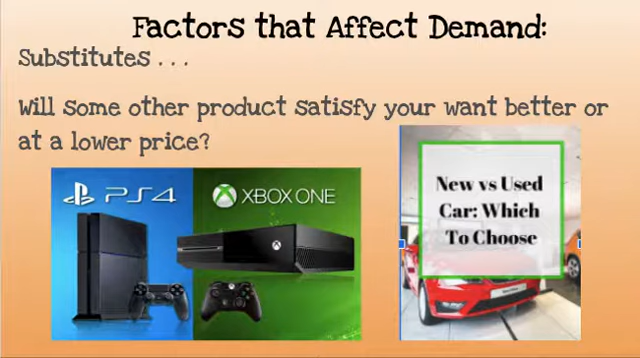 Factors that Affect Demand:
Substitutes . . .
Will some other product satisfy your want better or
at a lower price?
PS4
XBOX ONE
New vs Used
Car: Which
To Choose